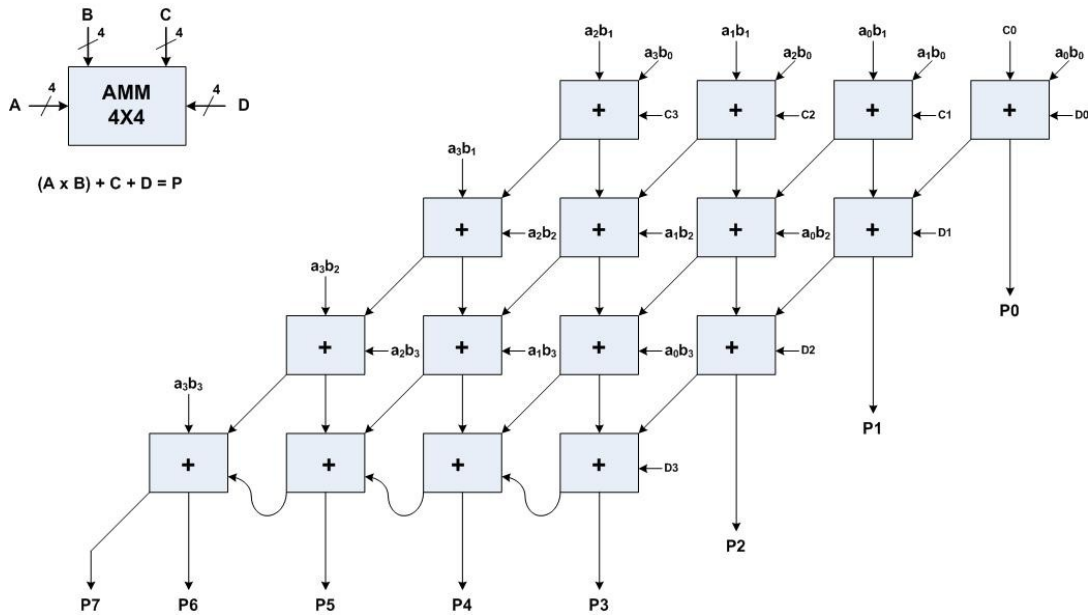 B C
4 4
A 4 AMM 4X4 4 D
(A x B) + C + D = P
a₂b₁ a₃b₀ a₁b₁ a₂b₀ a₀b₁ a₁b₀ C0 a₀b₀
+ C3 + C2 + C1 + D0
a₃b₁
+ a₂b₂ + a₁b₂ + a₀b₂ + D1
a₃b₂
P0
+ a₂b₃ + a₁b₃ + a₀b₃ + D2
a₃b₃
P1
+ + + + D3
P2
P7 P6 P5 P4 P3